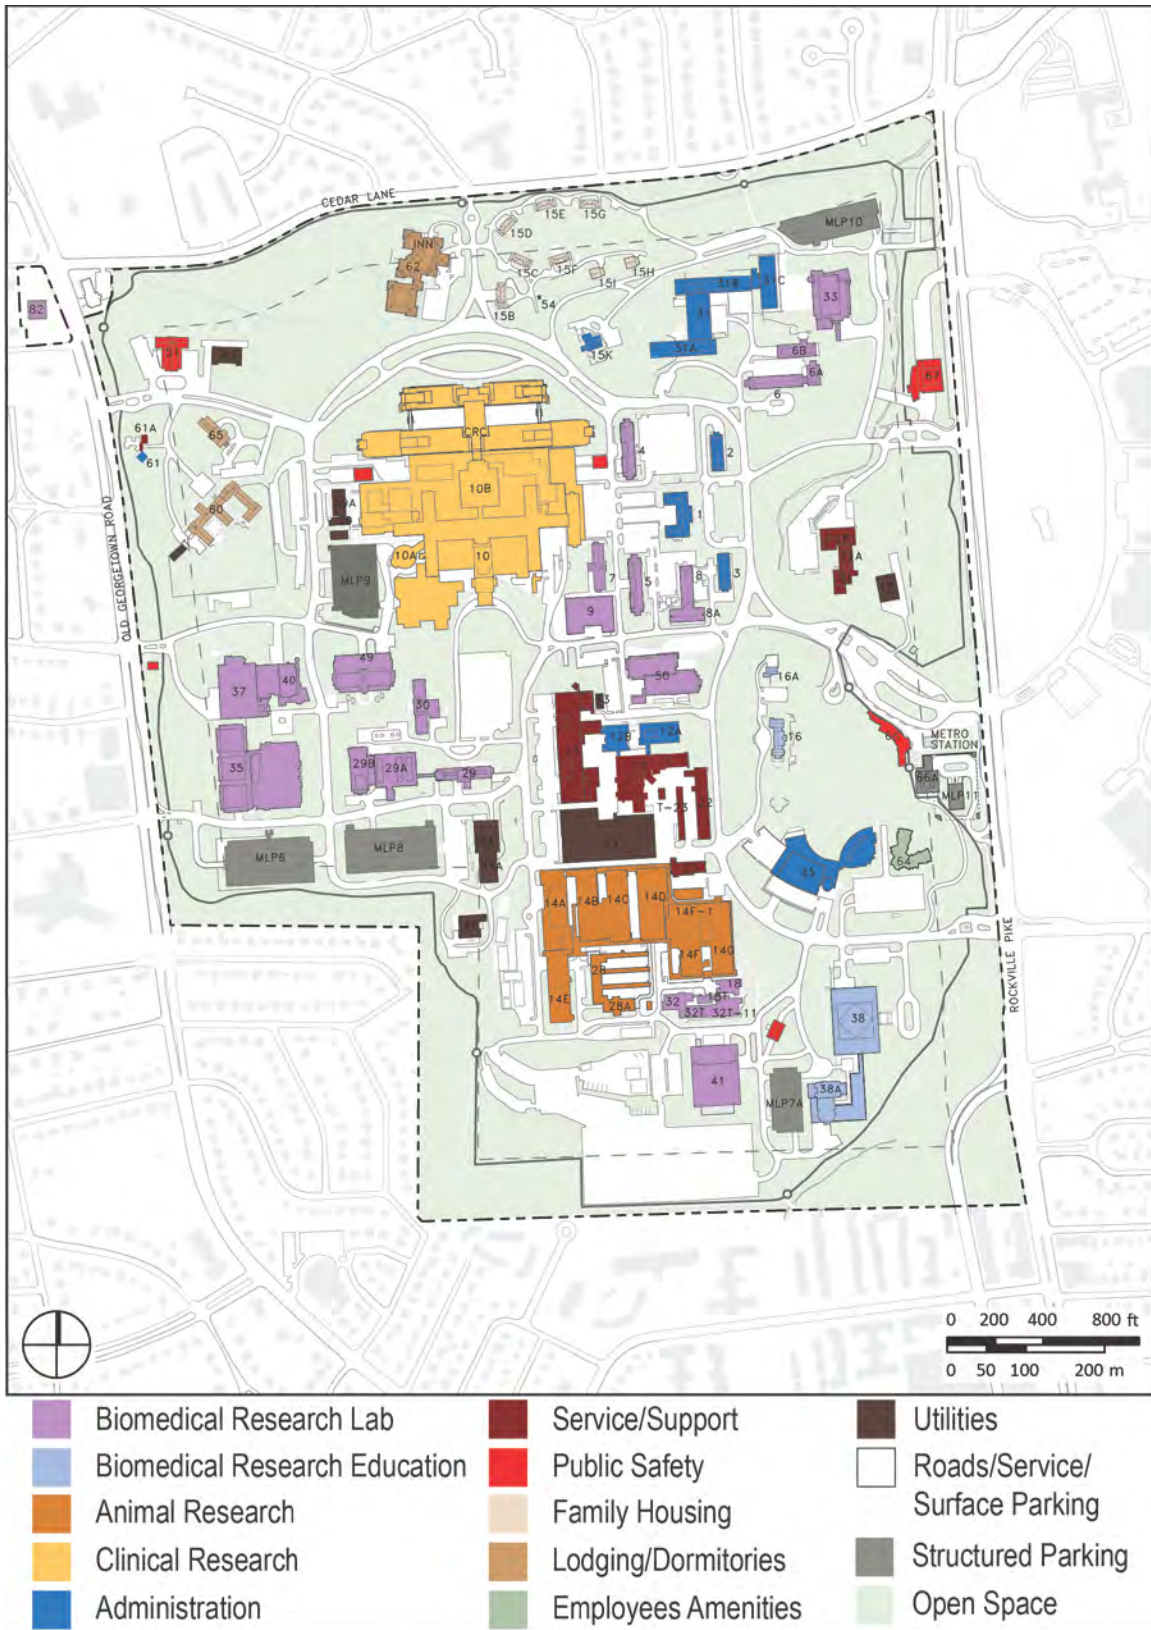 CEDAR LANE
MLP10
15E
15G
15D
INN
62
15C
15F
15I
15H
15B
54
31B
31C
31
31A
33
82
15K
6B
6A
6
21
67
61A
61
65
CRC
4
2
10B
60
1
OLD GEORGETOWN ROAD
MLP9
10A
10
7
5
8
3
9
8A
49
37
40
50
16A
30
12B
12A
16
METRO
STATION
35
29B
29A
29
66A
MLP11
T-23
22
MLP6
MLP8
45
64
14A
14B
14C
14D
14F-1
14F
14G
ROCKVILLE PIKE
14E
28
28A
18
18T
32
32T
32T-11
38
41
MLP7A
38A
0 200 400 800 ft
0 50 100 200 m
Biomedical Research Lab
Service/Support
Utilities
Biomedical Research Education
Public Safety
Roads/Service/
Surface Parking
Animal Research
Family Housing
Clinical Research
Lodging/Dormitories
Structured Parking
Administration
Employees Amenities
Open Space